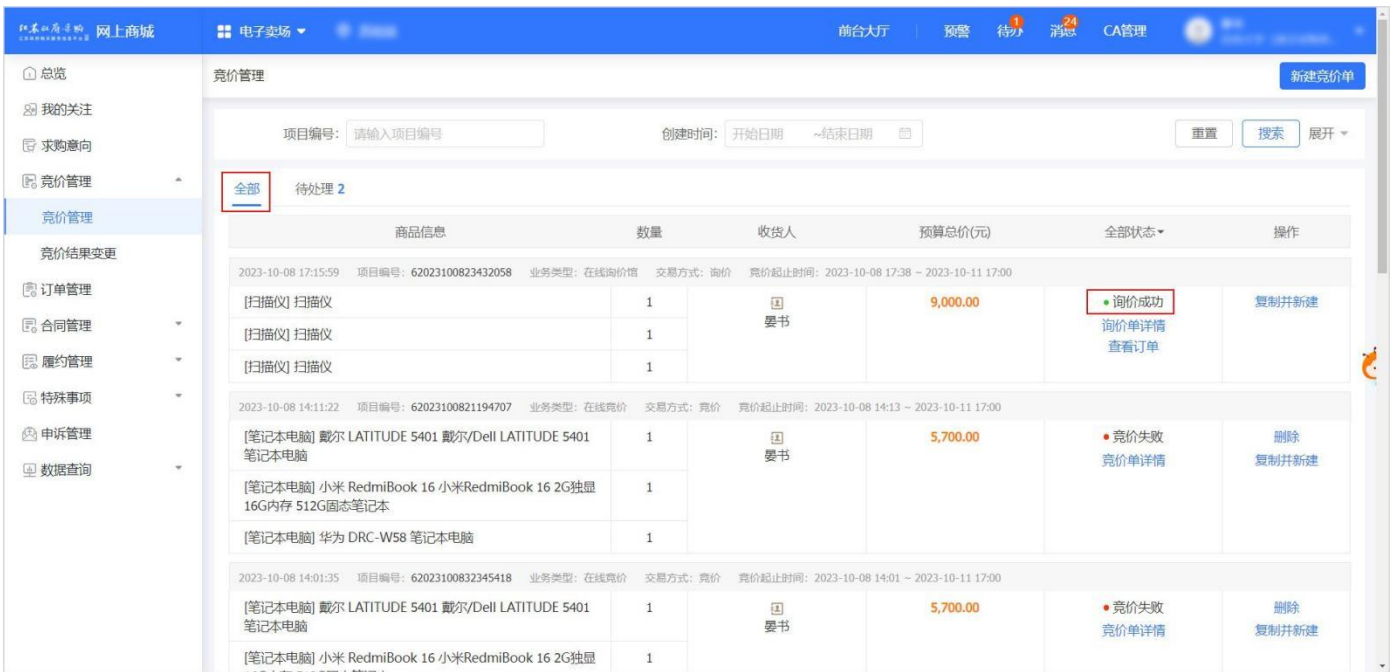 网上商城
电子卖场
前台大厅 预警 待办 1 消息 24 CA管理
总览
我的关注
求购意向
竞价管理
竞价管理
竞价结果变更
订单管理
合同管理
履约管理
特殊事项
申诉管理
数据查询
竞价管理 新建竞价单
项目编号: 请输入项目编号 创建时间: 开始日期 ~结束日期 重置 搜索 展开
全部 待处理 2
商品信息 数量 收货人 预算总价(元) 全部状态 操作
2023-10-08 17:15:59 项目编号: 62023100823432058 业务类型: 在线询价馆 交易方式: 询价 竞价起止时间: 2023-10-08 17:38 ~ 2023-10-11 17:00
[扫描仪] 扫描仪 1 晏书 9,000.00 询价成功 复制并新建
[扫描仪] 扫描仪 1 询价单详情
查看订单
[扫描仪] 扫描仪 1
2023-10-08 14:11:22 项目编号: 62023100821194707 业务类型: 在线竞价 交易方式: 竞价 竞价起止时间: 2023-10-08 14:13 ~ 2023-10-11 17:00
[笔记本电脑] 戴尔 LATITUDE 5401 戴尔/Dell LATITUDE 5401 1 5,700.00 竞价失败 删除
笔记本电脑 晏书 竞价单详情 复制并新建
[笔记本电脑] 小米 RedmiBook 16 小米RedmiBook 16 2G独显 1
16G内存 512G固态笔记本
[笔记本电脑] 华为 DRC-W58 笔记本电脑 1
2023-10-08 14:01:35 项目编号: 62023100832345418 业务类型: 在线竞价 交易方式: 竞价 竞价起止时间: 2023-10-08 14:01 ~ 2023-10-11 17:00
[笔记本电脑] 戴尔 LATITUDE 5401 戴尔/Dell LATITUDE 5401 1 5,700.00 竞价失败 删除
笔记本电脑 晏书 竞价单详情 复制并新建
[笔记本电脑] 小米 RedmiBook 16 小米RedmiBook 16 2G独显 1